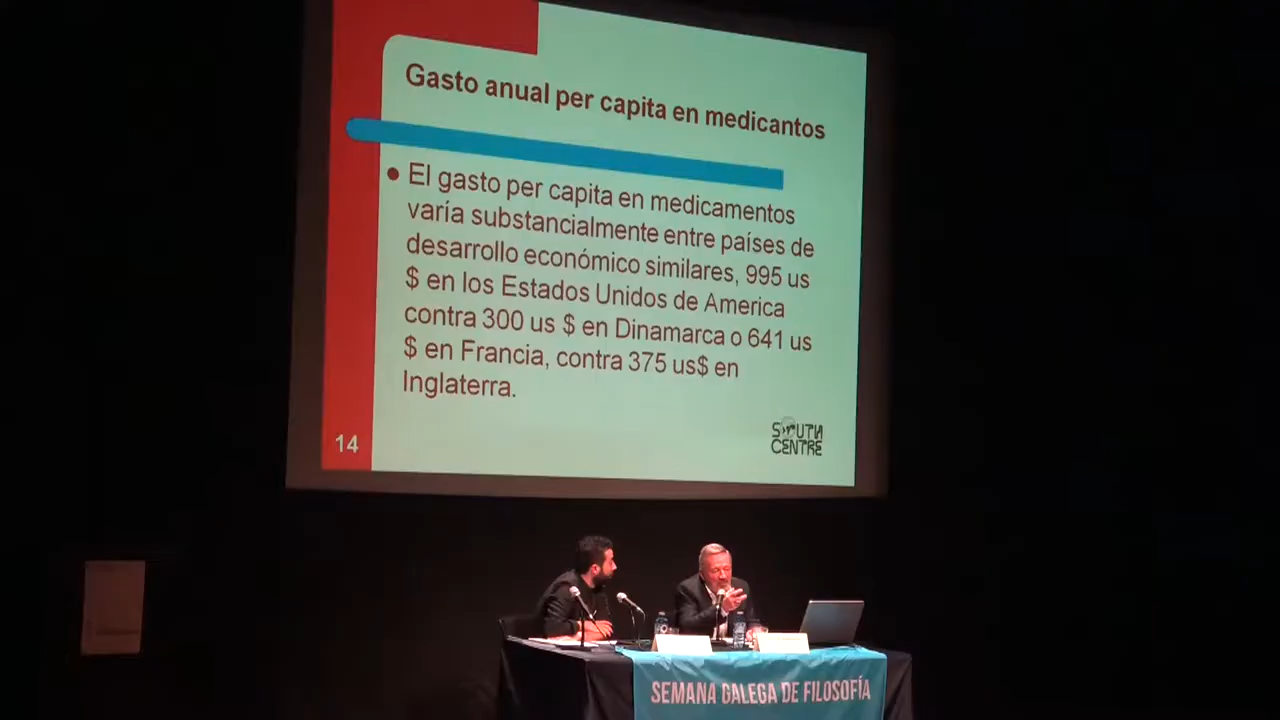 Gasto anual per capita en medicantos
• El gasto per capita en medicamentos
varía substancialmente entre países de
desarrollo económico similares, 995 us
$ en los Estados Unidos de America
contra 300 us $ en Dinamarca o 641 us
$ en Francia, contra 375 us$ en
Inglaterra.
14
SOUTH
CENTRE
SEMANA GALEGA DE FILOSOFÍA